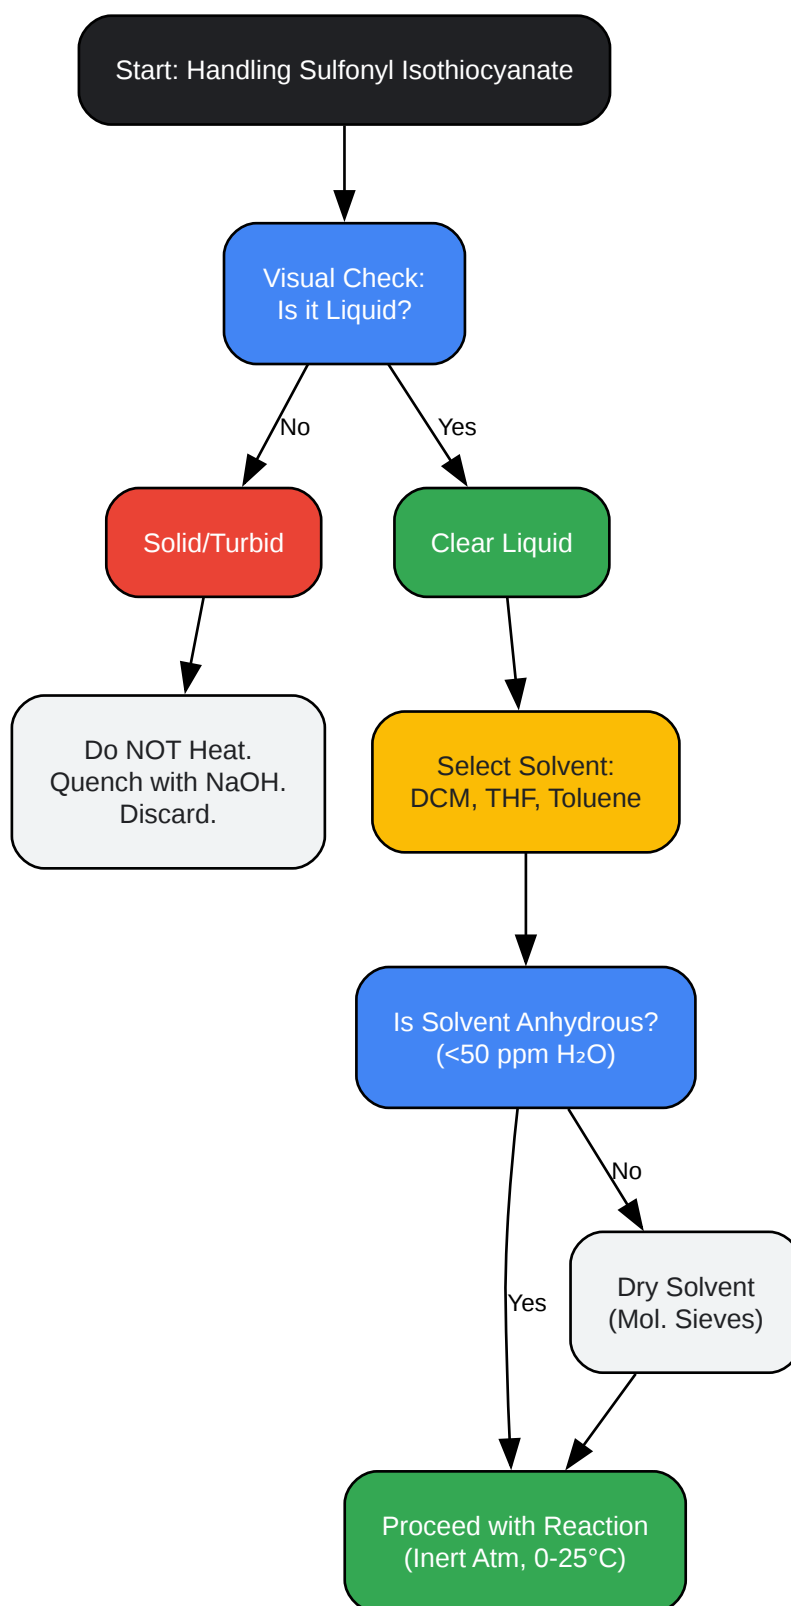 Start: Handling Sulfonyl Isothiocyanate
Visual Check:
Is it Liquid?
No
Yes
Solid/Turbid
Clear Liquid
Do NOT Heat.
Quench with NaOH.
Discard.
Select Solvent:
DCM, THF, Toluene
Is Solvent Anhydrous?
(<50 ppm H₂O)
No
Yes
Dry Solvent
(Mol. Sieves)
Proceed with Reaction
(Inert Atm, 0-25°C)